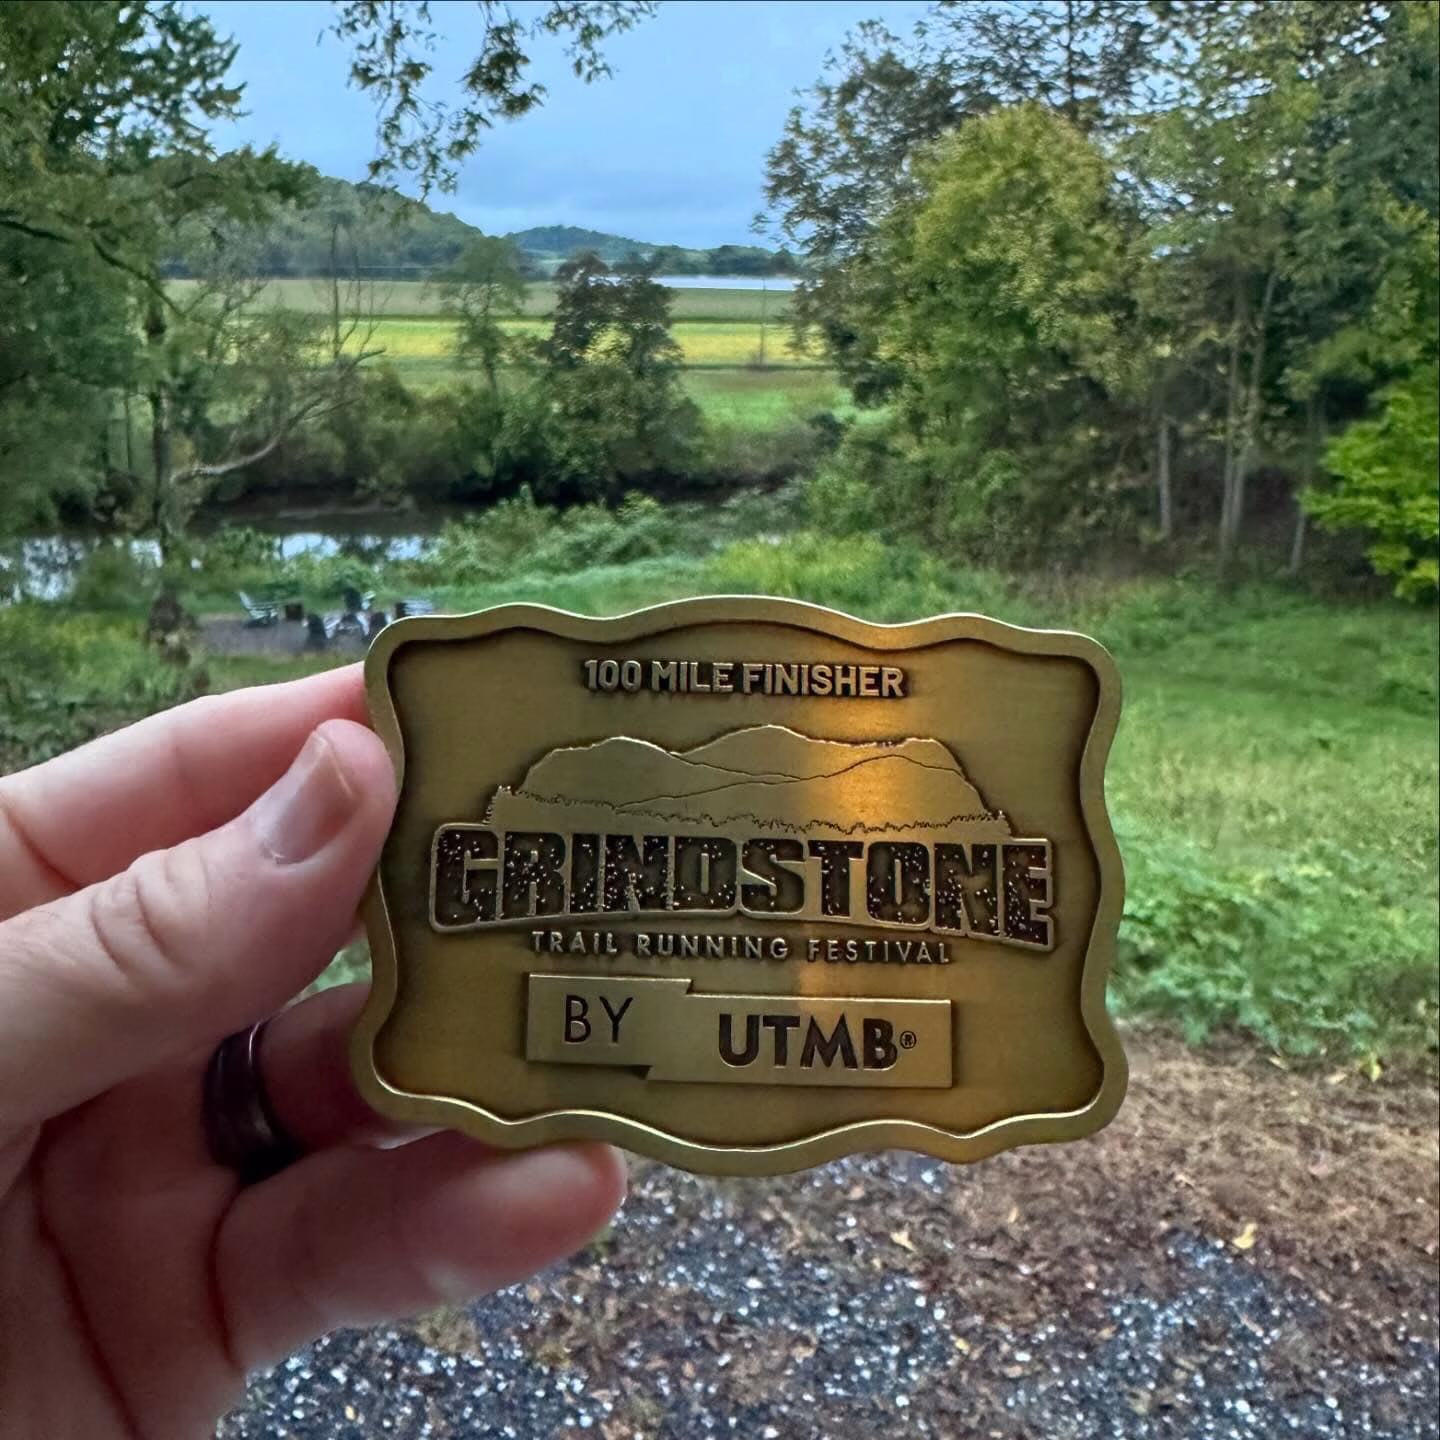 100 MILE FINISHER
GRINDSTONE
TRAIL RUNNING FESTIVAL
BY UTMB®